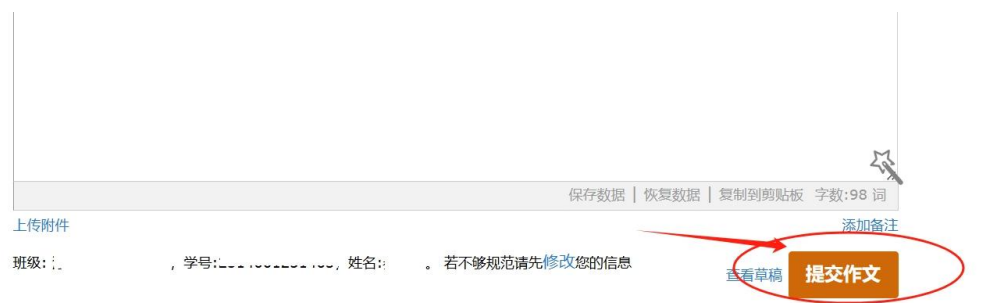 保存数据 | 恢复数据 | 复制到剪贴板 字数:98 词
上传附件 添加备注
班级: , 学号: , 姓名: 。 若不够规范请先修改您的信息
查看草稿 提交作文